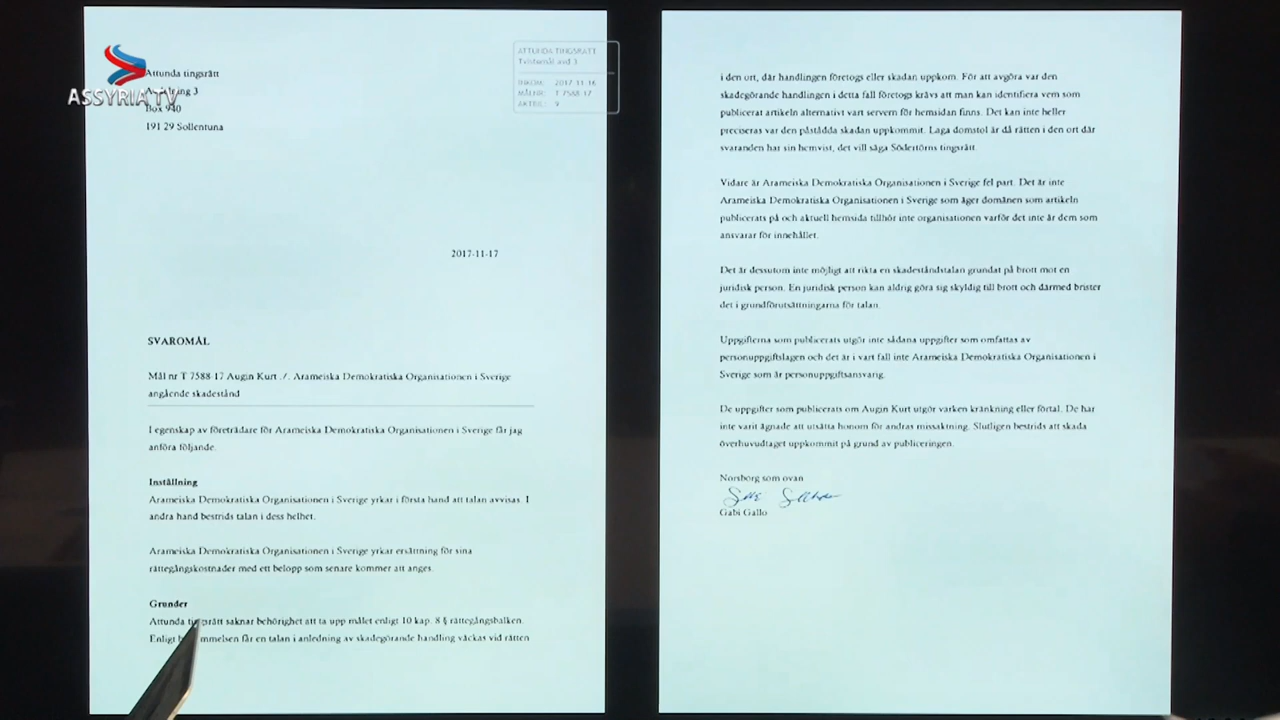 ASSYRIA TV
Attunda tingsrätt
3
Box 940
191 29 Sollentuna
ATTUNDA TINGSRÄTT
INKOM: 2017-11-16
MÅLNR: T 7588-17
AKTBIL: 9
2017-11-17
SVAROMÅL
Mål nr T 7588-17 Augin Kurt ./. Arameiska Demokratiska Organisationen i Sverige
angående skadestånd
I egenskap av företrädare för Arameiska Demokratiska Organisationen i Sverige får jag
anföra följande.
Inställning
Arameiska Demokratiska Organisationen i Sverige yrkar i första hand att talan avvisas. I
andra hand bestrids talan i dess helhet.
Arameiska Demokratiska Organisationen i Sverige yrkar ersättning för sina
rättegångskostnader med ett belopp som senare kommer att anges.
Grunder
Attunda tingsrätt saknar behörighet att ta upp målet enligt 10 kap. 8 § rättegångsbalken.
Enligt bestämmelsen får en talan i anledning av skadegörande handling väckas vid rätten
i den ort, där handlingen företogs eller skadan uppkom. För att avgöra var den
skadegörande handlingen i detta fall företogs krävs att man kan identifiera vem som
publicerat artikeln alternativt vart servern för hemsidan finns. Det kan inte heller
preciseras var den påstådda skadan uppkommit. Laga domstol är då rätten i den ort där
svaranden har sin hemvist, det vill säga Södertörns tingsrätt.
Vidare är Arameiska Demokratiska Organisationen i Sverige fel part. Det är inte
Arameiska Demokratiska Organisationen i Sverige som äger domänen som artikeln
publicerats på och aktuell hemsida tillhör inte organisationen varför det inte är dem som
ansvarar för innehållet.
Det är dessutom inte möjligt att rikta en skadeståndstalan grundat på brott mot en
juridisk person. En juridisk person kan aldrig göra sig skyldig till brott och därmed brister
det i grundförutsättningarna för talan.
Uppgifterna som publicerats utgör inte sådana uppgifter som omfattas av
personuppgiftslagen och det är i vart fall inte Arameiska Demokratiska Organisationen i
Sverige som är personuppgiftsansvarig.
De uppgifter som publicerats om Augin Kurt utgör varken kränkning eller förtal. De har
inte varit ägnade att utsätta honom för andras missaktning. Slutligen bestrids att skada
överhuvudtaget uppkommit på grund av publiceringen.
Norsborg som ovan
Gabi Gallo